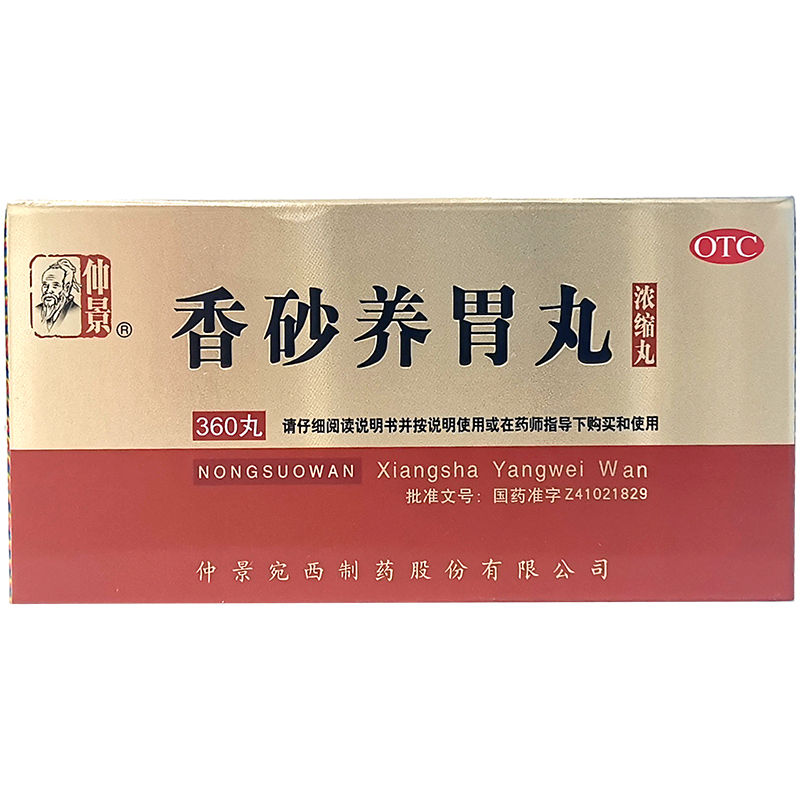 OTC
仲景
®
香砂养胃丸
浓缩丸
360丸 请仔细阅读说明书并按说明使用或在药师指导下购买和使用
NONGSUOWAN Xiangsha Yangwei Wan
批准文号：国药准字Z41021829
仲景宛西制药股份有限公司